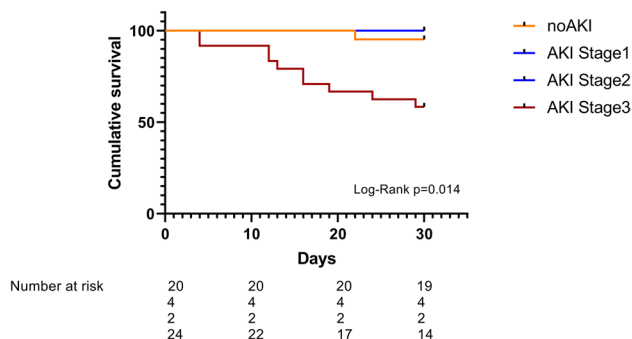 100
50
0
Cumulative survival
0 10 20 30
Days
Log-Rank p=0.014
noAKI
AKI Stage1
AKI Stage2
AKI Stage3
Number at risk 20 20 20 19
4 4 4 4
2 2 2 2
24 22 17 14